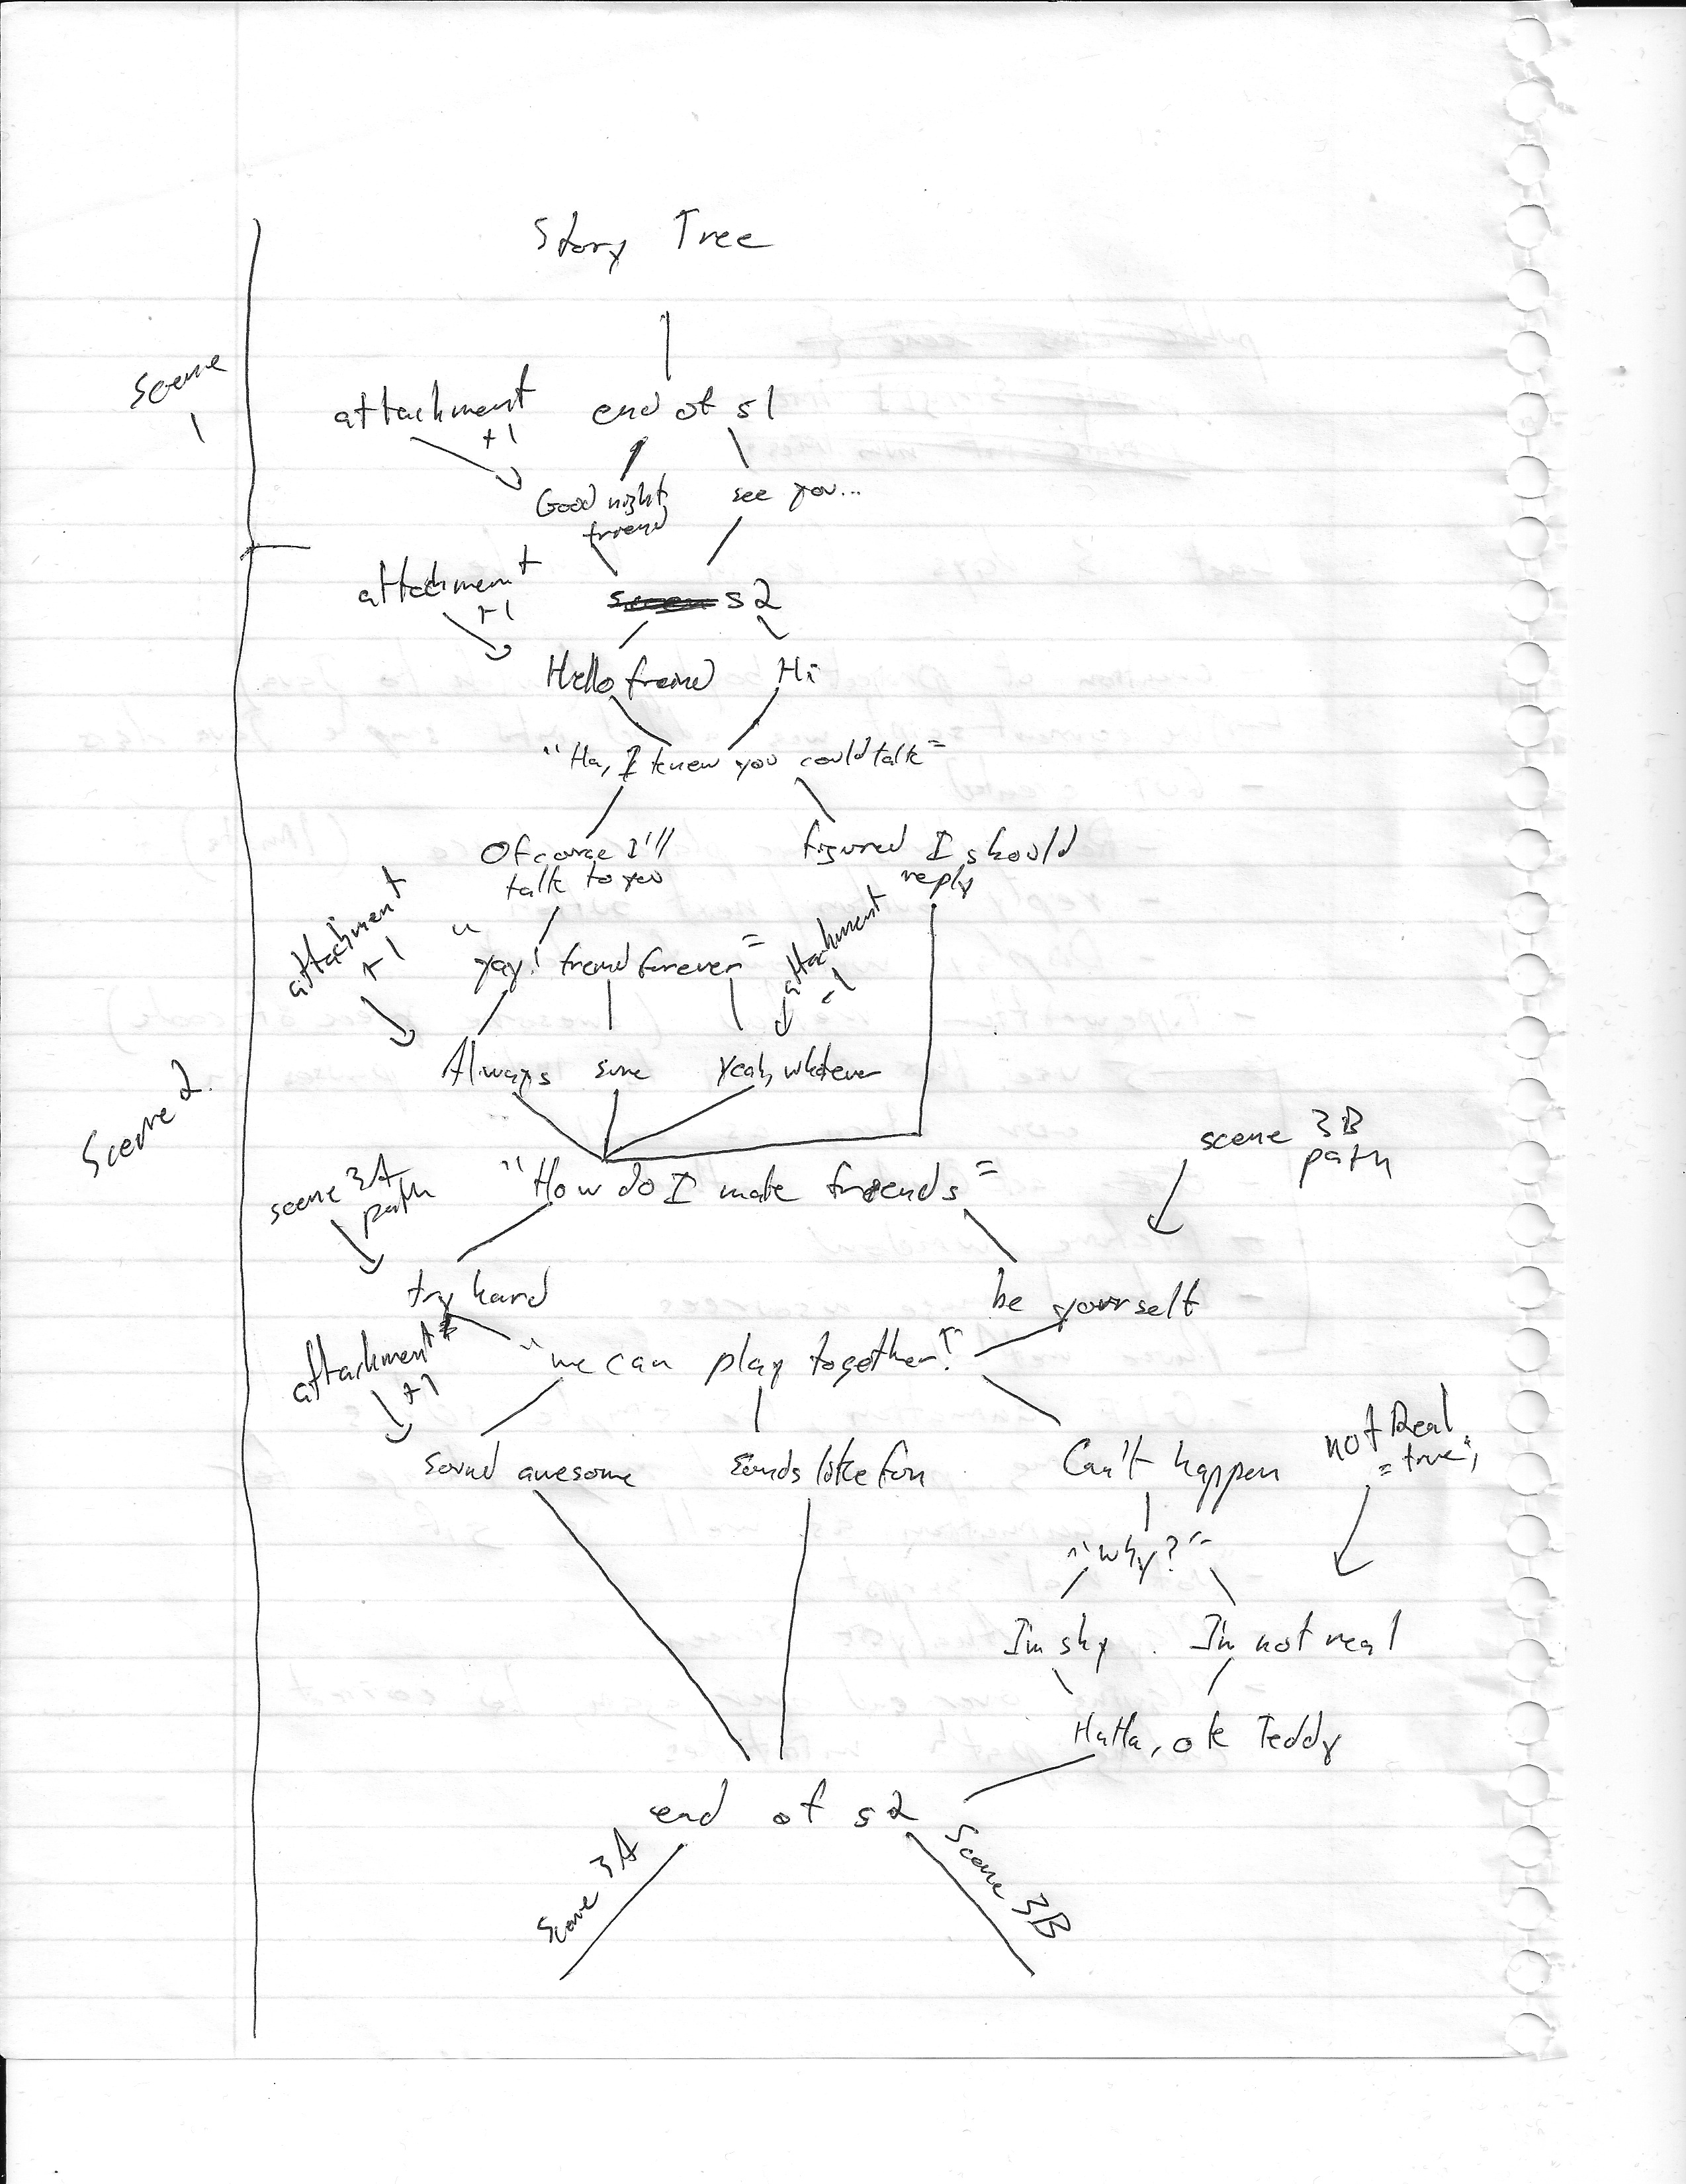 Story Tree
Scene
1
attachment
+1
end of s1
Good night,
friend
see you...
attachment
+1
s2
Hello freind
Hi
"Ha, I knew you could talk"
Of course I'll
talk to you
figured I should
reply
attachment
+1
"yay! friend forever"
attachment
-1
Always
sure
yeah, whatever
Scene 2
scene 3A
path
"How do I make friends"
scene 3B
path
try hard
be yourself
attachment
+1
"we can play together!"
sound awesome
Sounds like fun
Can't happen
not Real
= true;
"why?"
I'm shy
I'm not real
HaHa, ok Teddy
end of s2
Scene 3A
Scene 3B